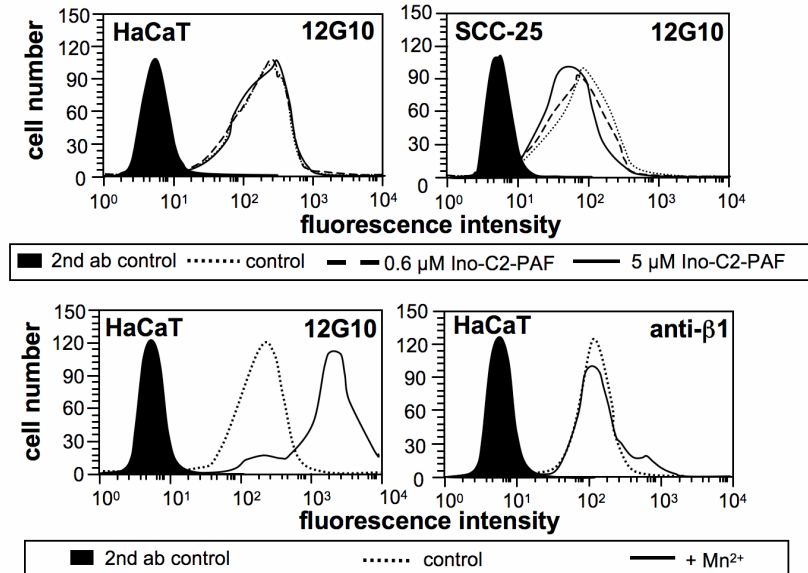 HaCaT 12G10
SCC-25 12G10
cell number
150
120
90
60
30
0
10⁰ 10¹ 10² 10³ 10⁴
150
120
90
60
30
0
10⁰ 10¹ 10² 10³ 10⁴
fluorescence intensity
2nd ab control control 0.6 µM Ino-C2-PAF 5 µM Ino-C2-PAF
HaCaT 12G10
HaCaT anti-β1
cell number
150
120
90
60
30
0
10⁰ 10¹ 10² 10³ 10⁴
150
120
90
60
30
0
10⁰ 10¹ 10² 10³ 10⁴
fluorescence intensity
2nd ab control control + Mn²⁺